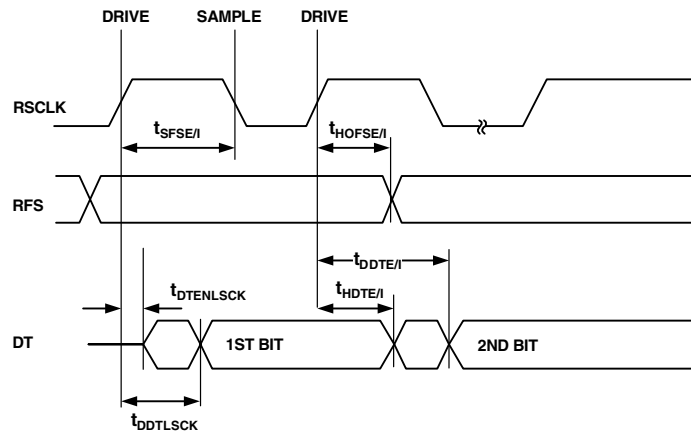 DRIVE SAMPLE DRIVE
RSCLK
tSFSE/I tHOFSE/I
RFS
tDDTE/I
tDTENLSCK tHDTE/I
DT 1ST BIT 2ND BIT
tDDTLSCK